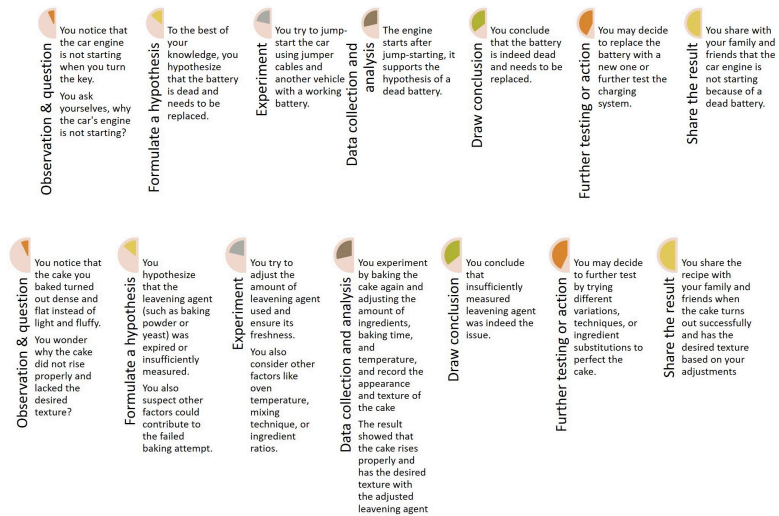 Observation & question
You notice that
the car engine
is not starting
when you turn
the key.
You ask
yourselves, why
the car's engine
is not starting?
Formulate a hypothesis
To the best of
your
knowledge, you
hypothesize
that the battery
is dead and
needs to be
replaced.
Experiment
You try to jump-
start the car
using jumper
cables and
another vehicle
with a working
battery.
Data collection and
analysis
The engine
starts after
jump-starting, it
supports the
hypothesis of a
dead battery.
Draw conclusion
You conclude
that the battery
is indeed dead
and needs to be
replaced.
Further testing or action
You may decide
to replace the
battery with a
new one or
further test the
charging
system.
Share the result
You share with
your family and
friends that the
car engine is
not starting
because of a
dead battery.
Observation & question
You notice that
the cake you
baked turned
out dense and
flat instead of
light and fluffy.
You wonder
why the cake
did not rise
properly and
lacked the
desired
texture?
Formulate a hypothesis
You
hypothesize
that the
leavening agent
(such as baking
powder or
yeast) was
expired or
insufficiently
measured.
You also
suspect other
factors could
contribute to
the failed
baking attempt.
Experiment
You try to
adjust the
amount of
leavening agent
used and
ensure its
freshness.
You also
consider other
factors like
oven
temperature,
mixing
technique, or
ingredient
ratios.
Data collection and analysis
You experiment
by baking the
cake again and
adjusting the
amount of
ingredients,
baking time,
and
temperature,
and record the
appearance
and texture of
the cake
The result
showed that
the cake rises
properly and
has the desired
texture with
the adjusted
leavening agent
Draw conclusion
You conclude
that
insufficiently
measured
leavening agent
was indeed the
issue.
Further testing or action
You may decide
to further test
by trying
different
variations,
techniques, or
ingredient
substitutions to
perfect the
cake.
Share the result
You share the
recipe with
your family and
friends when
the cake turns
out successfully
and has the
desired texture
based on your
adjustments